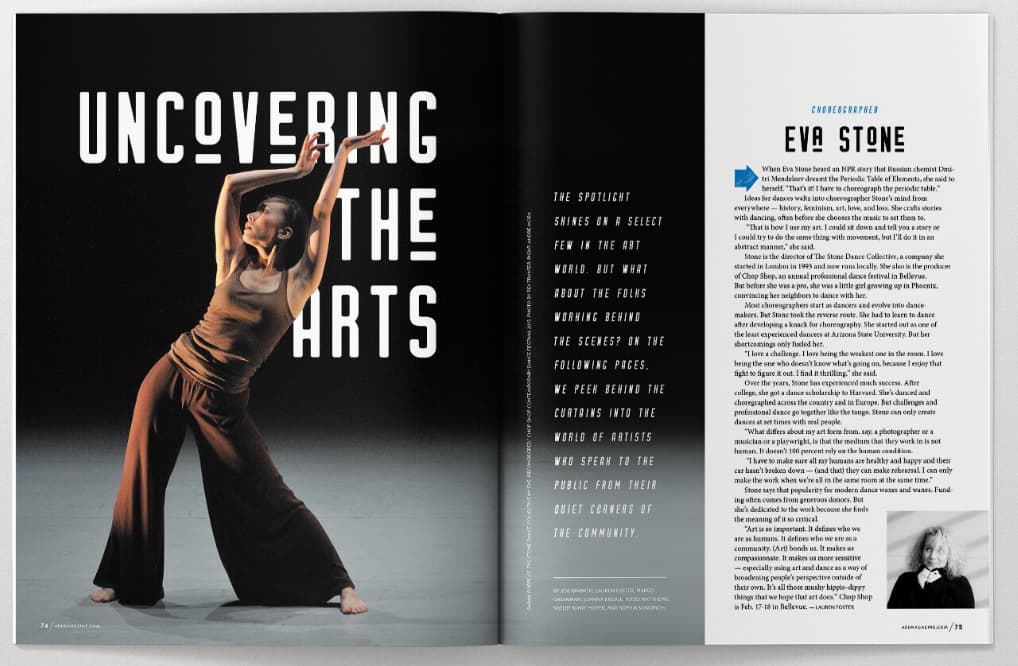 UNCOVERING
THE
ARTS
THE SPOTLIGHT
SHINES ON A SELECT
FEW IN THE ART
WORLD. BUT WHAT
ABOUT THE FOLKS
WORKING BEHIND
THE SCENES? ON THE
FOLLOWING PAGES,
WE PEEK BEHIND THE
CURTAINS INTO THE
WORLD OF ARTISTS
WHO SPEAK TO THE
PUBLIC FROM THEIR
QUIET CORNERS OF
THE COMMUNITY.
74 / 425MAGAZINE.COM
CHOREOGRAPHER
EVA STONE
When Eva Stone heard an NPR story that Russian chemist Dmi-
tri Mendeleev dreamt the Periodic Table of Elements, she said to
herself, "That's it! I have to choreograph the periodic table."
Ideas for dances waltz into choreographer Stone's mind from
everywhere — history, feminism, art, love, and loss. She crafts stories
with dancing, often before she chooses the music to set them to.
"That is how I use my art. I could sit down and tell you a story or
I could try to do the same thing with movement, but I'll do it in an
abstract manner," she said.
Stone is the director of The Stone Dance Collective, a company she
started in London in 1993 and now runs locally. She also is the producer
of Chop Shop, an annual professional dance festival in Bellevue.
But before she was a pro, she was a little girl growing up in Phoenix,
convincing her neighbors to dance with her.
Most choreographers start as dancers and evolve into dance-
makers. But Stone took the reverse route. She had to learn to dance
after developing a knack for choreography. She started out as one of
the least experienced dancers at Arizona State University. But her
shortcomings only fueled her.
"I love a challenge. I love being the weakest one in the room. I love
being the one who doesn't know what's going on, because I enjoy that
fight to figure it out. I find it thrilling," she said.
Over the years, Stone has experienced much success. After
college, she got a dance scholarship to Harvard. She's danced and
choreographed across the country and in Europe. But challenges and
professional dance go together like the tango. Stone can only create
dances at set times with real people.
"What differs about my art form from, say, a photographer or a
musician or a playwright, is that the medium that they work in is not
human. It doesn't 100 percent rely on the human condition.
"I have to make sure all my humans are healthy and happy and their
car hasn't broken down — (and that) they can make rehearsal. I can only
make the work when we're all in the same room at the same time."
Stone says that popularity for modern dance waxes and wanes. Fund-
ing often comes from generous donors. But
she's dedicated to the work because she finds
the meaning of it so critical.
"Art is so important. It defines who we
are as humans. It defines who we are as a
community. (Art) bonds us. It makes us
compassionate. It makes us more sensitive
— especially using art and dance as a way of
broadening people's perspective outside of
their own. It's all those mushy hippie-dippy
things that we hope that art does." Chop Shop
is Feb. 17-18 in Bellevue. — LAUREN FOSTER
425MAGAZINE.COM / 75